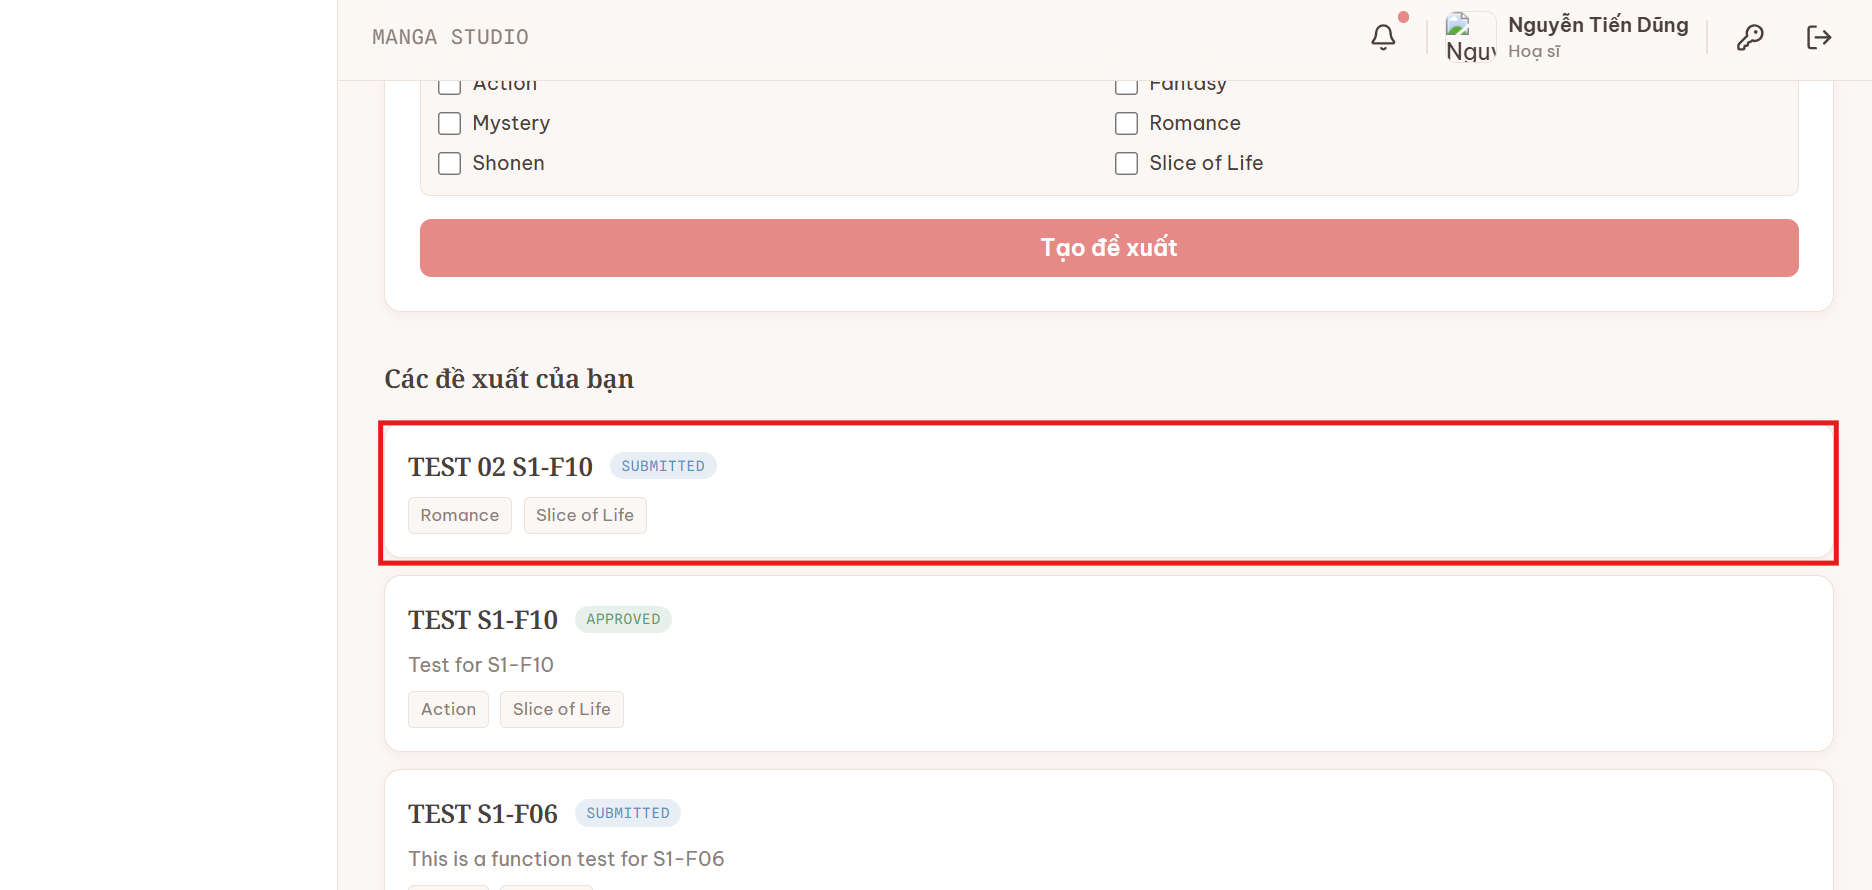 MANGA STUDIO
Nguyễn Tiến Dũng
Hoạ sĩ
Nguy
Action
Fantasy
Mystery
Romance
Shonen
Slice of Life
Tạo đề xuất
Các đề xuất của bạn
TEST 02 S1-F10 SUBMITTED
Romance Slice of Life
TEST S1-F10 APPROVED
Test for S1-F10
Action Slice of Life
TEST S1-F06 SUBMITTED
This is a function test for S1-F06